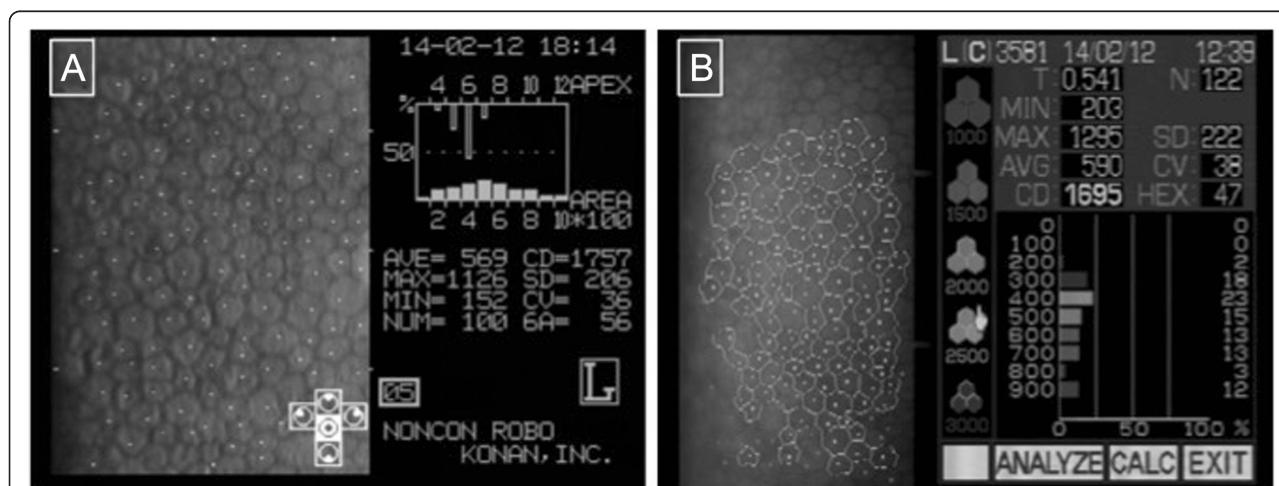 A
14-02-12 18:14
4 6 8 10 12APEX
%
50
AREA
2 4 6 8 10*100
AVE= 569 CD=1757
MAX=1126 SD= 206
MIN= 152 CV= 36
NUM= 100 6A= 56
05
L
NONCON ROBO
KONAN,INC.
B
L (C) 3581 14/02/12 12:39
T: 0.541 N: 122
MIN: 203
MAX: 1295 SD: 222
AVG: 590 CV: 38
CD: 1695 HEX: 47
1000
1500
2000
2500
3000
0 0
100 0
200 2
300 18
400 23
500 15
600 13
700 13
800 3
900 12
0 50 100 %
ANALYZE CALC EXIT